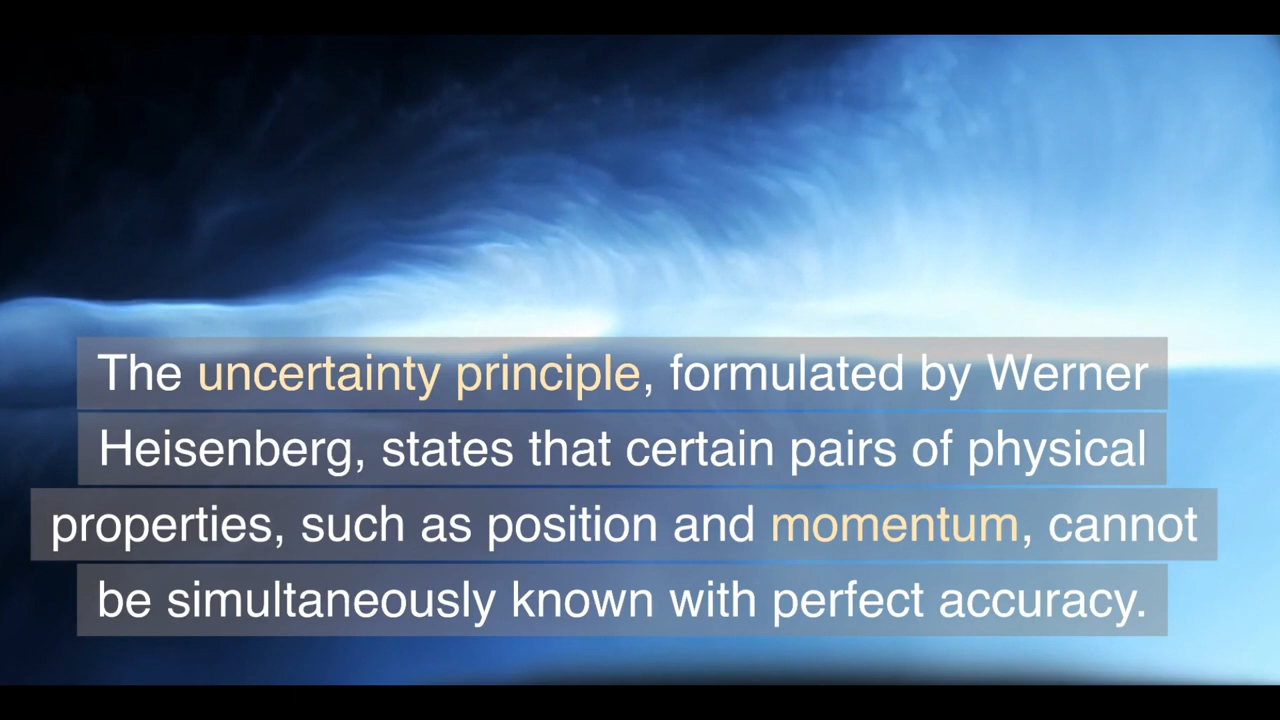 The uncertainty principle, formulated by Werner
Heisenberg, states that certain pairs of physical
properties, such as position and momentum, cannot
be simultaneously known with perfect accuracy.